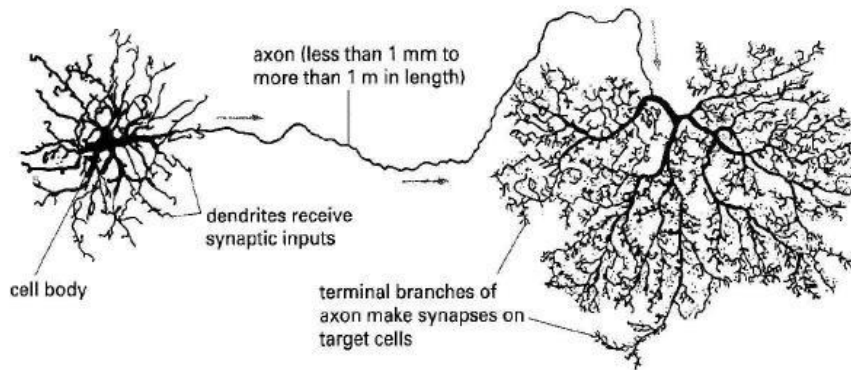 axon (less than 1 mm to
more than 1 m in length)
dendrites receive
synaptic inputs
cell body
terminal branches of
axon make synapses on
target cells